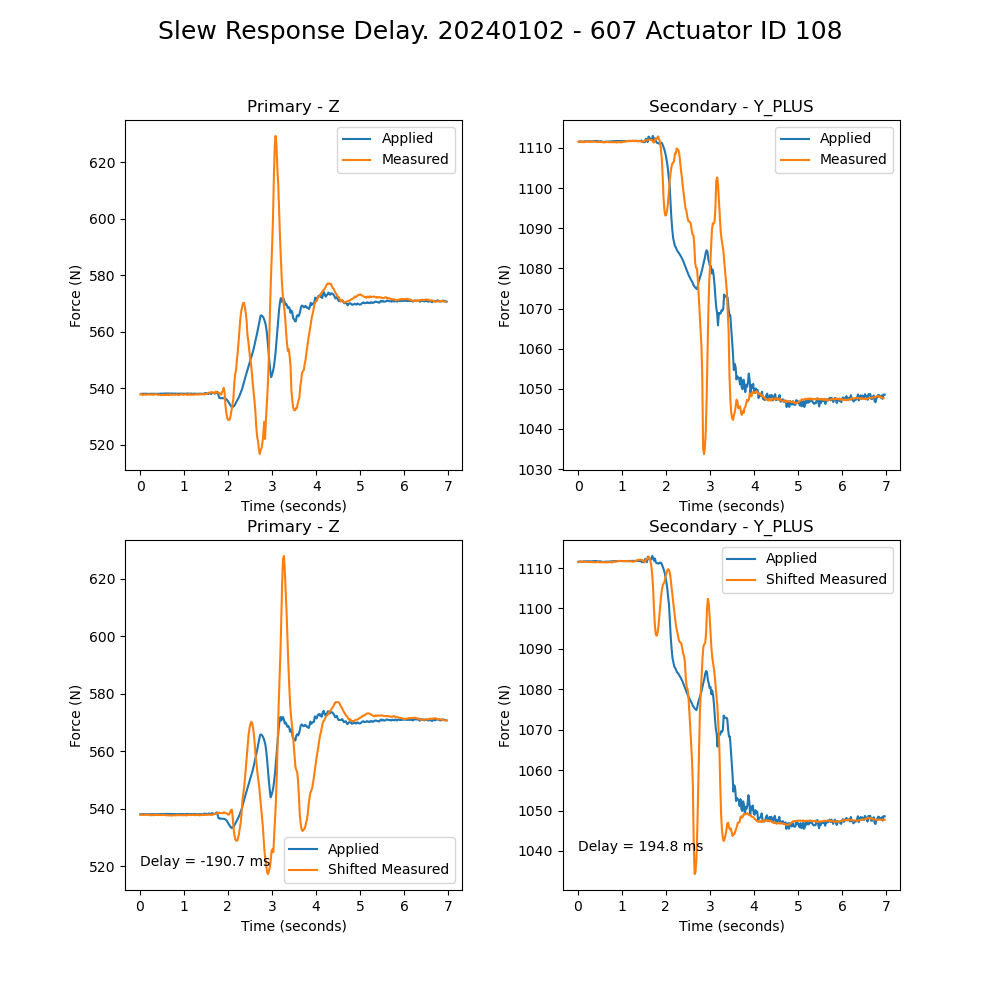 Slew Response Delay. 20240102 - 607 Actuator ID 108
Primary - Z
Force (N)
620
600
580
560
540
520
Applied
Measured
0 1 2 3 4 5 6 7
Time (seconds)
Secondary - Y_PLUS
Force (N)
1110
1100
1090
1080
1070
1060
1050
1040
1030
Applied
Measured
0 1 2 3 4 5 6 7
Time (seconds)
Primary - Z
Force (N)
620
600
580
560
540
520
Delay = -190.7 ms
Applied
Shifted Measured
0 1 2 3 4 5 6 7
Time (seconds)
Secondary - Y_PLUS
Force (N)
1110
1100
1090
1080
1070
1060
1050
1040
Applied
Shifted Measured
Delay = 194.8 ms
0 1 2 3 4 5 6 7
Time (seconds)